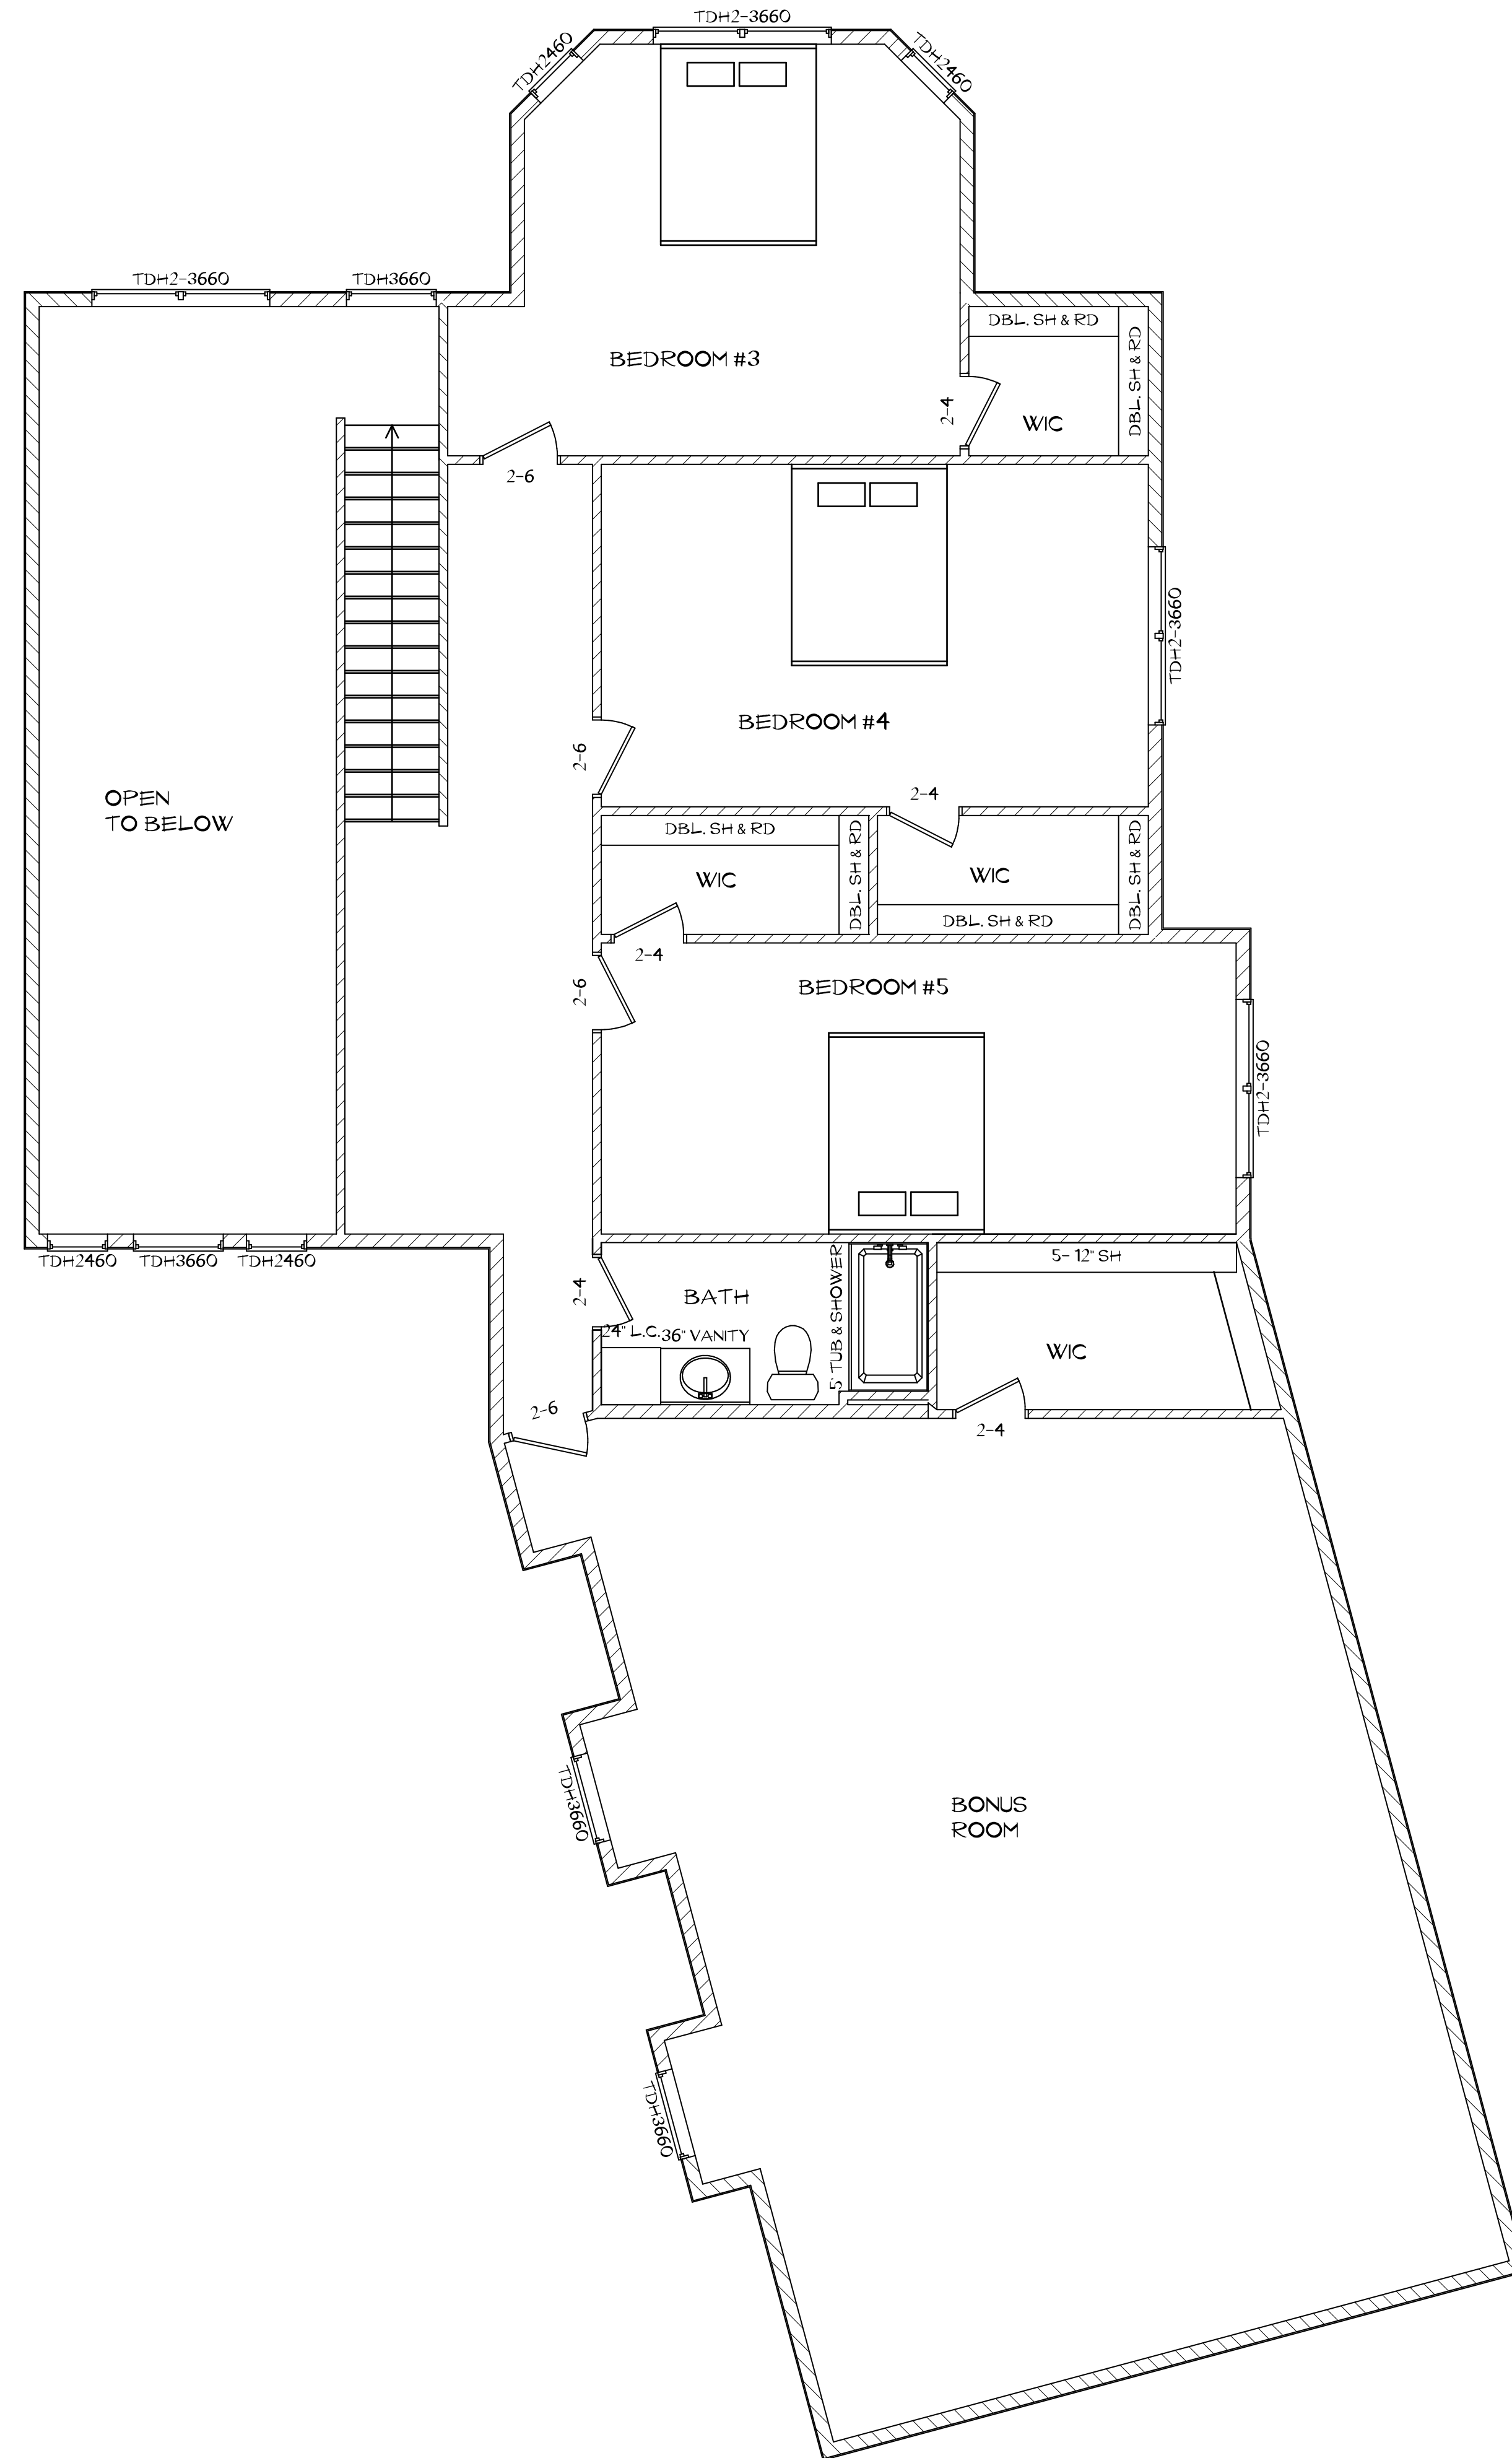 TDH2-3660
TDH2460
TDH2460
TDH2-3660
TDH3660
DBL. SH & RD
DBL. SH & RD
BEDROOM #3
2-4
WIC
2-6
TDH2-3660
BEDROOM #4
2-6
2-4
OPEN
TO BELOW
DBL. SH & RD
DBL. SH & RD
DBL. SH & RD
WIC
WIC
DBL. SH & RD
2-4
2-6
BEDROOM #5
TDH2-3660
TDH2460
TDH3660
TDH2460
5- 12" SH
2-4
BATH
5' TUB & SHOWER
24" L.C.
36" VANITY
WIC
2-6
2-4
TDH3660
BONUS
ROOM
TDH3660